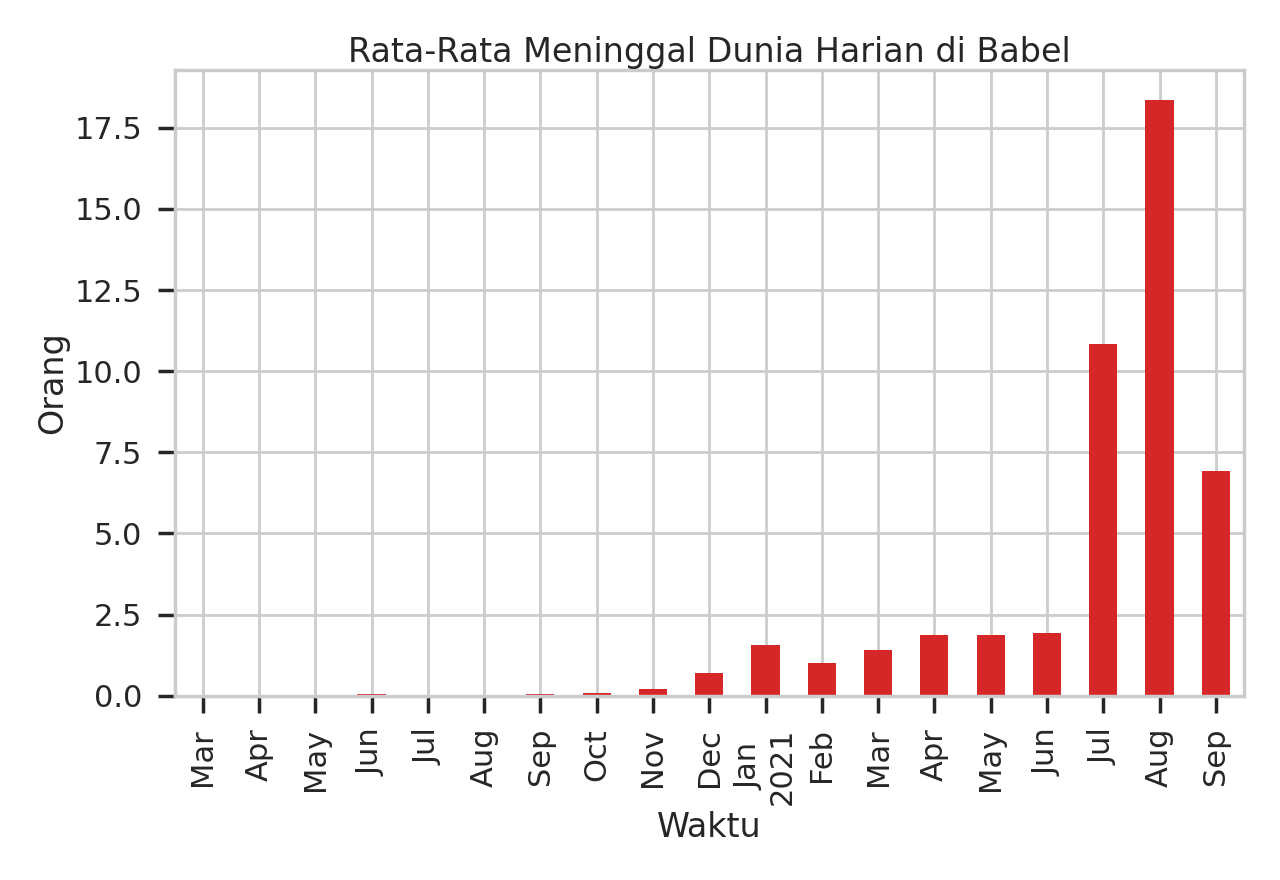 Rata-Rata Meninggal Dunia Harian di Babel
Orang
17.5
15.0
12.5
10.0
7.5
5.0
2.5
0.0
Mar
Apr
May
Jun
Jul
Aug
Sep
Oct
Nov
Dec
Jan
2021
Feb
Mar
Apr
May
Jun
Jul
Aug
Sep
Waktu